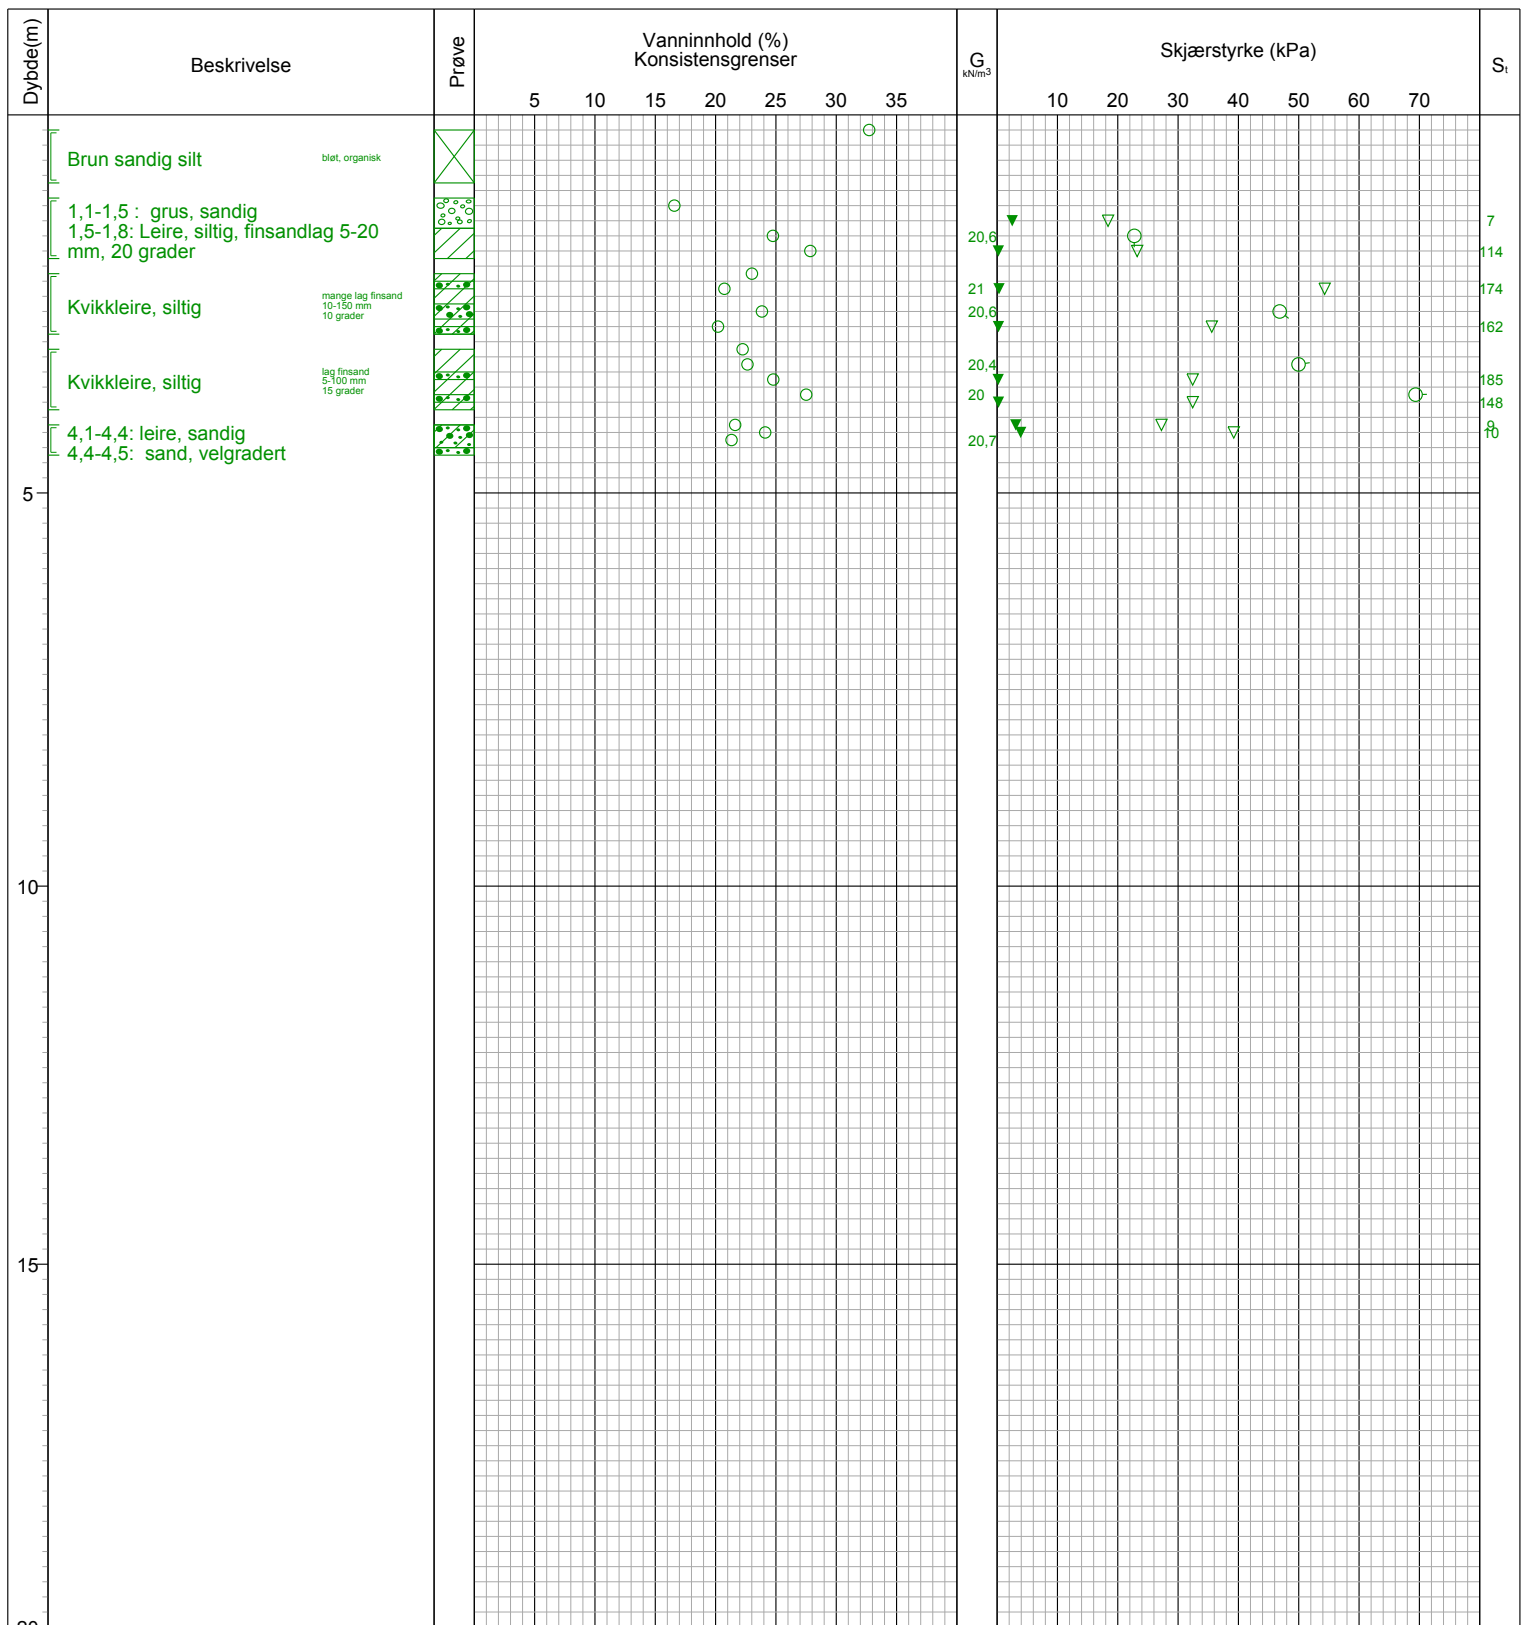 Dybde(m)
Beskrivelse
Prøve
Vanninnhold (%)
Konsistensgrenser
5 10 15 20 25 30 35
G
kN/m3
Skjærstyrke (kPa)
10 20 30 40 50 60 70
St
Brun sandig silt
bløt, organisk
1,1-1,5 : grus, sandig
1,5-1,8: Leire, siltig, finsandlag 5-20
mm, 20 grader
7
20,6
114
Kvikkleire, siltig
mange lag finsand
10-150 mm
10 grader
21
174
20,6
162
Kvikkleire, siltig
lag finsand
5-100 mm
15 grader
20,4
185
20
148
4,1-4,4: leire, sandig
4,4-4,5: sand, velgradert
9
10
20,7
5
10
15